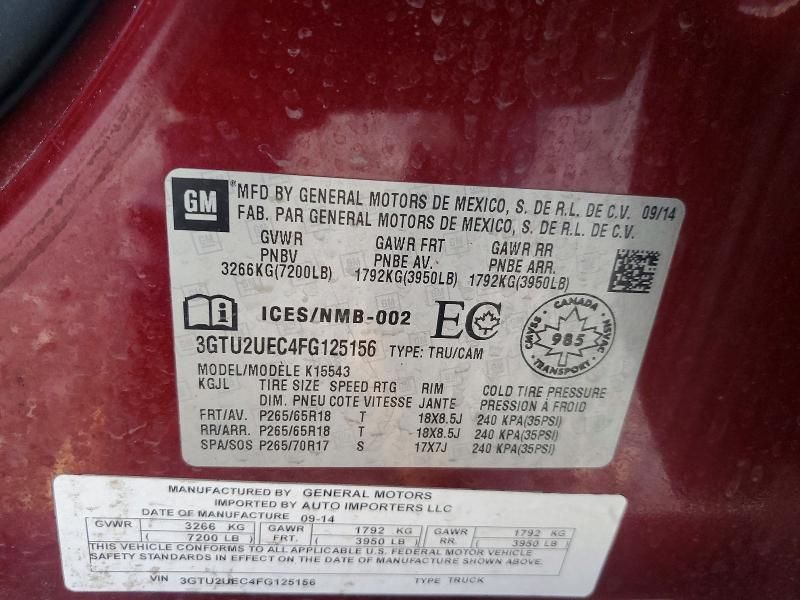 GM
® MFD BY GENERAL MOTORS DE MEXICO, S. DE R.L. DE C.V. 09/14
FAB. PAR GENERAL MOTORS DE MEXICO, S. DE R.L. DE C.V.
GVWR GAWR FRT GAWR RR
PNBV PNBE AV. PNBE ARR.
3266KG(7200LB) 1792KG(3950LB) 1792KG(3950LB)
i ICES/NMB-002 EC
CANADA CMVSS 985 NSVAC TRANSPORT
3GTU2UEC4FG125156 TYPE: TRU/CAM
MODEL/MODÈLE K15543
KGJL TIRE SIZE SPEED RTG RIM COLD TIRE PRESSURE
DIM. PNEU COTE VITESSE JANTE PRESSION À FROID
FRT/AV. P265/65R18 T 18X8.5J 240 KPA(35PSI)
RR/ARR. P265/65R18 T 18X8.5J 240 KPA(35PSI)
SPA/SOS P265/70R17 S 17X7J 240 KPA(35PSI)
MANUFACTURED BY GENERAL MOTORS
IMPORTED BY AUTO IMPORTERS LLC
DATE OF MANUFACTURE 09-14
GVWR 3266 KG GAWR 1792 KG GAWR 1792 KG
( 7200 LB ) FRT. ( 3950 LB ) RR. ( 3950 LB )
THIS VEHICLE CONFORMS TO ALL APPLICABLE U.S. FEDERAL MOTOR VEHICLE
SAFETY STANDARDS IN EFFECT ON THE DATE OF MANUFACTURE SHOWN ABOVE.
VIN 3GTU2UEC4FG125156 TYPE TRUCK